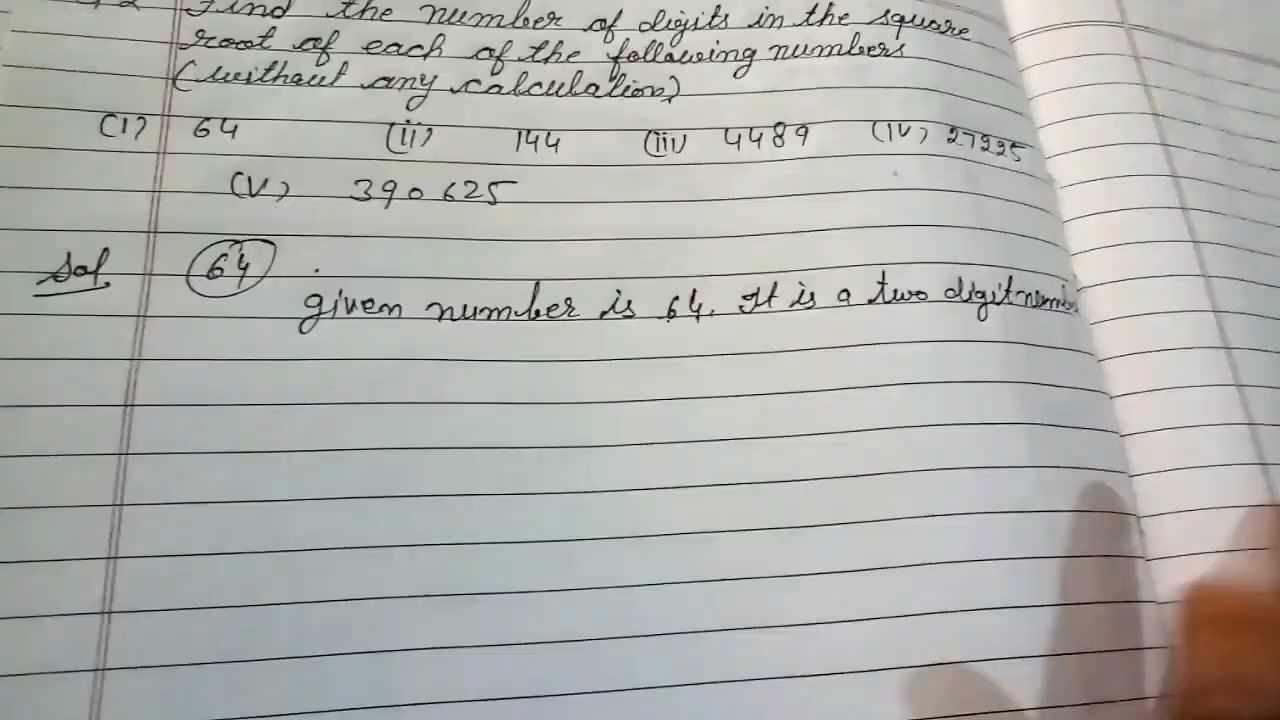 Find the number of digits in the square
root of each of the following numbers
(without any calculation)
(i) 64 (ii) 144 (iii) 4489 (iv) 27225
(v) 390625
Sol. 64
given number is 64. It is a two digit